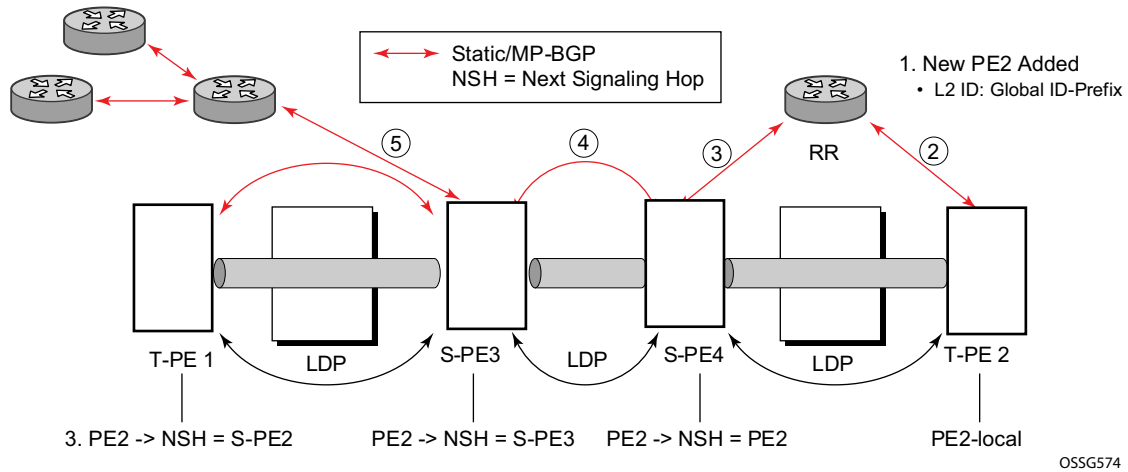 Static/MP-BGP
NSH = Next Signaling Hop
1. New PE2 Added
• L2 ID: Global ID-Prefix
RR
5
4
3
2
T-PE 1
LDP
S-PE3
LDP
S-PE4
LDP
T-PE 2
3. PE2 -> NSH = S-PE2
PE2 -> NSH = S-PE3
PE2 -> NSH = PE2
PE2-local
OSSG574